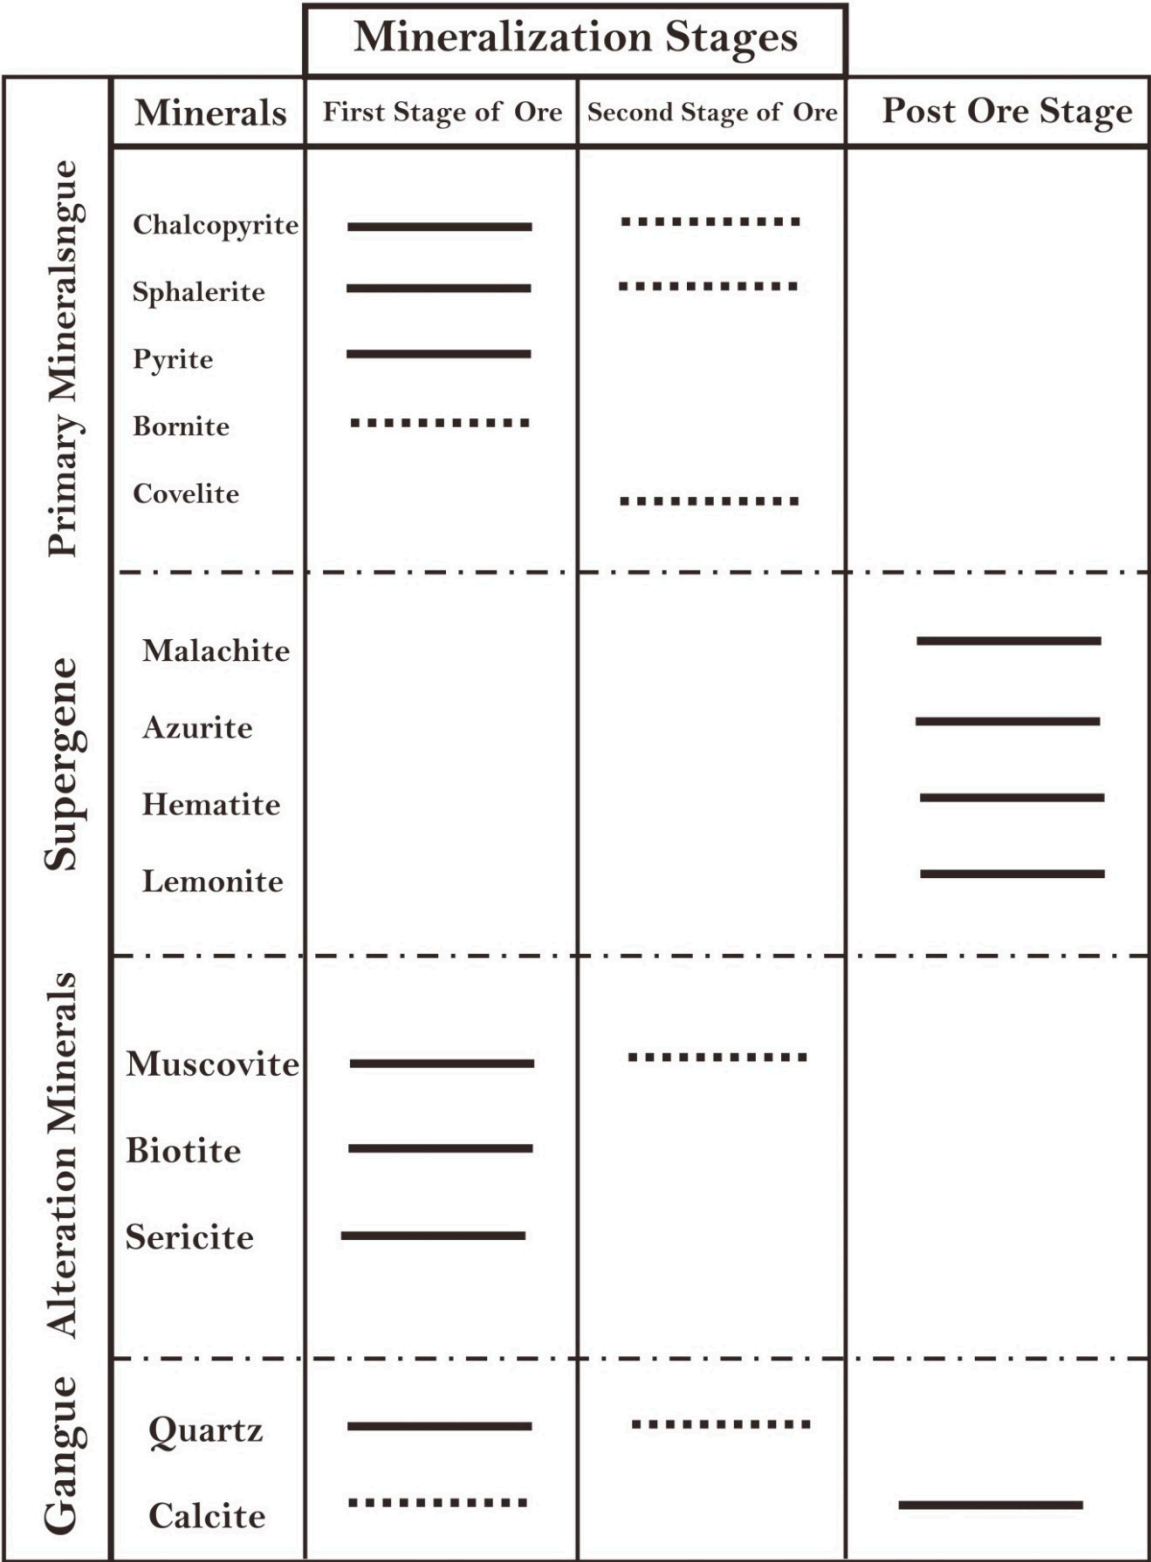 Mineralization Stages
Minerals
First Stage of Ore
Second Stage of Ore
Post Ore Stage
Primary Mineralsngue
Chalcopyrite
Sphalerite
Pyrite
Bornite
Covelite
Supergene
Malachite
Azurite
Hematite
Lemonite
Alteration Minerals
Muscovite
Biotite
Sericite
Gangue
Quartz
Calcite